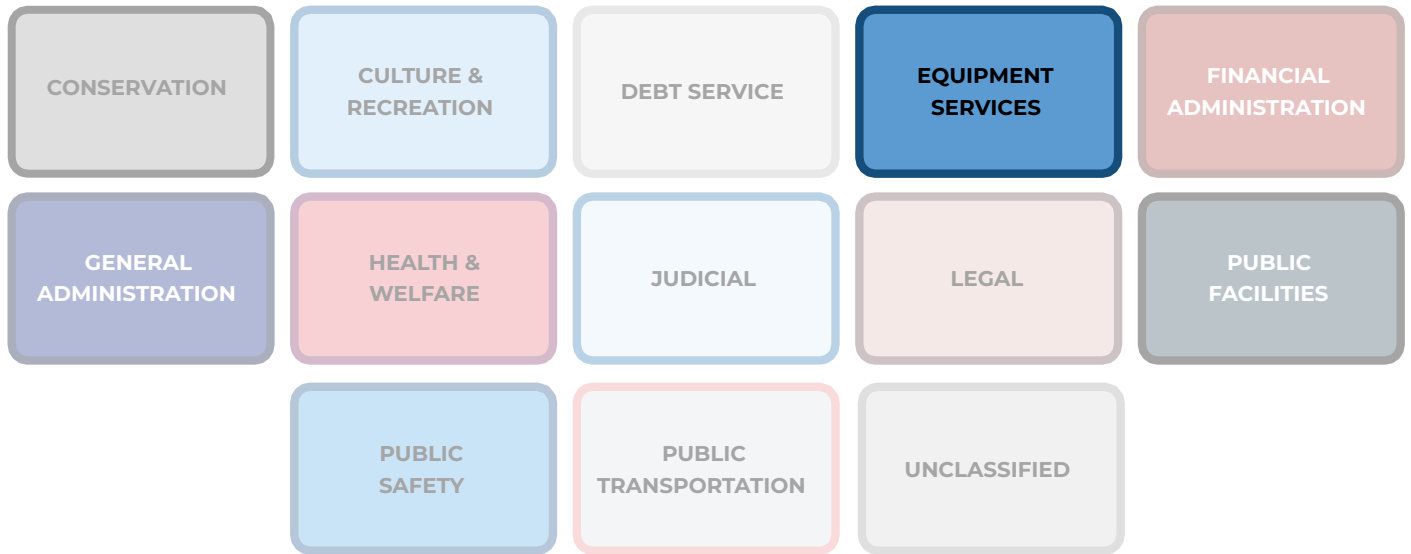 CONSERVATION
CULTURE &
RECREATION
DEBT SERVICE
EQUIPMENT
SERVICES
FINANCIAL
ADMINISTRATION
GENERAL
ADMINISTRATION
HEALTH &
WELFARE
JUDICIAL
LEGAL
PUBLIC
FACILITIES
PUBLIC
SAFETY
PUBLIC
TRANSPORTATION
UNCLASSIFIED